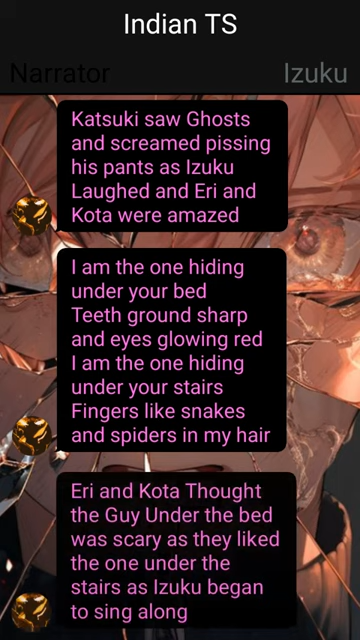 Indian TS
Narrator
Izuku
Katsuki saw Ghosts
and screamed pissing
his pants as Izuku
Laughed and Eri and
Kota were amazed
I am the one hiding
under your bed
Teeth ground sharp
and eyes glowing red
I am the one hiding
under your stairs
Fingers like snakes
and spiders in my hair
Eri and Kota Thought
the Guy Under the bed
was scary as they liked
the one under the
stairs as Izuku began
to sing along